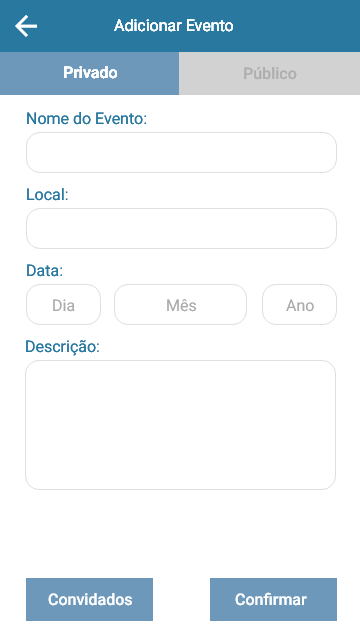 Adicionar Evento
Privado Público
Nome do Evento:
Local:
Data:
Dia Mês Ano
Descrição:
Convidados Confirmar